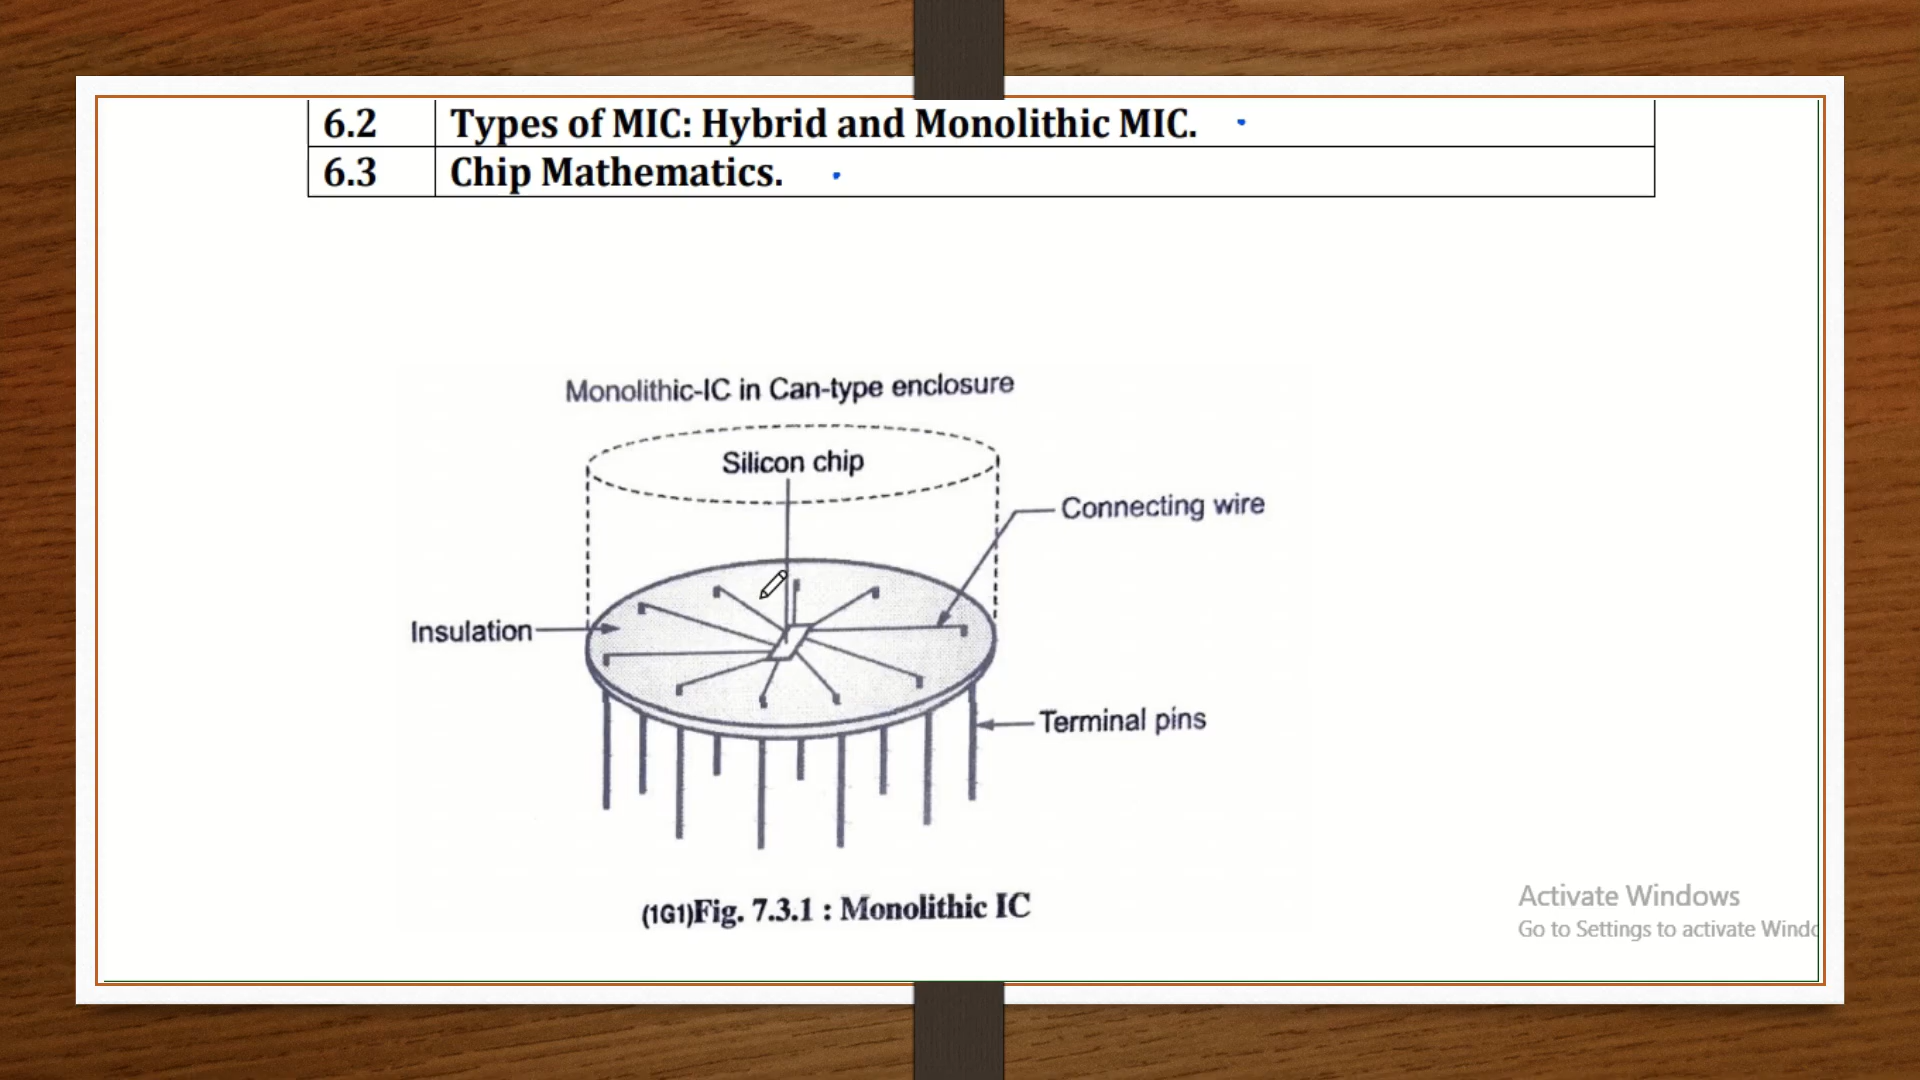 6.2 Types of MIC: Hybrid and Monolithic MIC.
6.3 Chip Mathematics.
Monolithic-IC in Can-type enclosure
Silicon chip
Connecting wire
Insulation
Terminal pins
(1G1)Fig. 7.3.1 : Monolithic IC
Activate Windows
Go to Settings to activate Windo